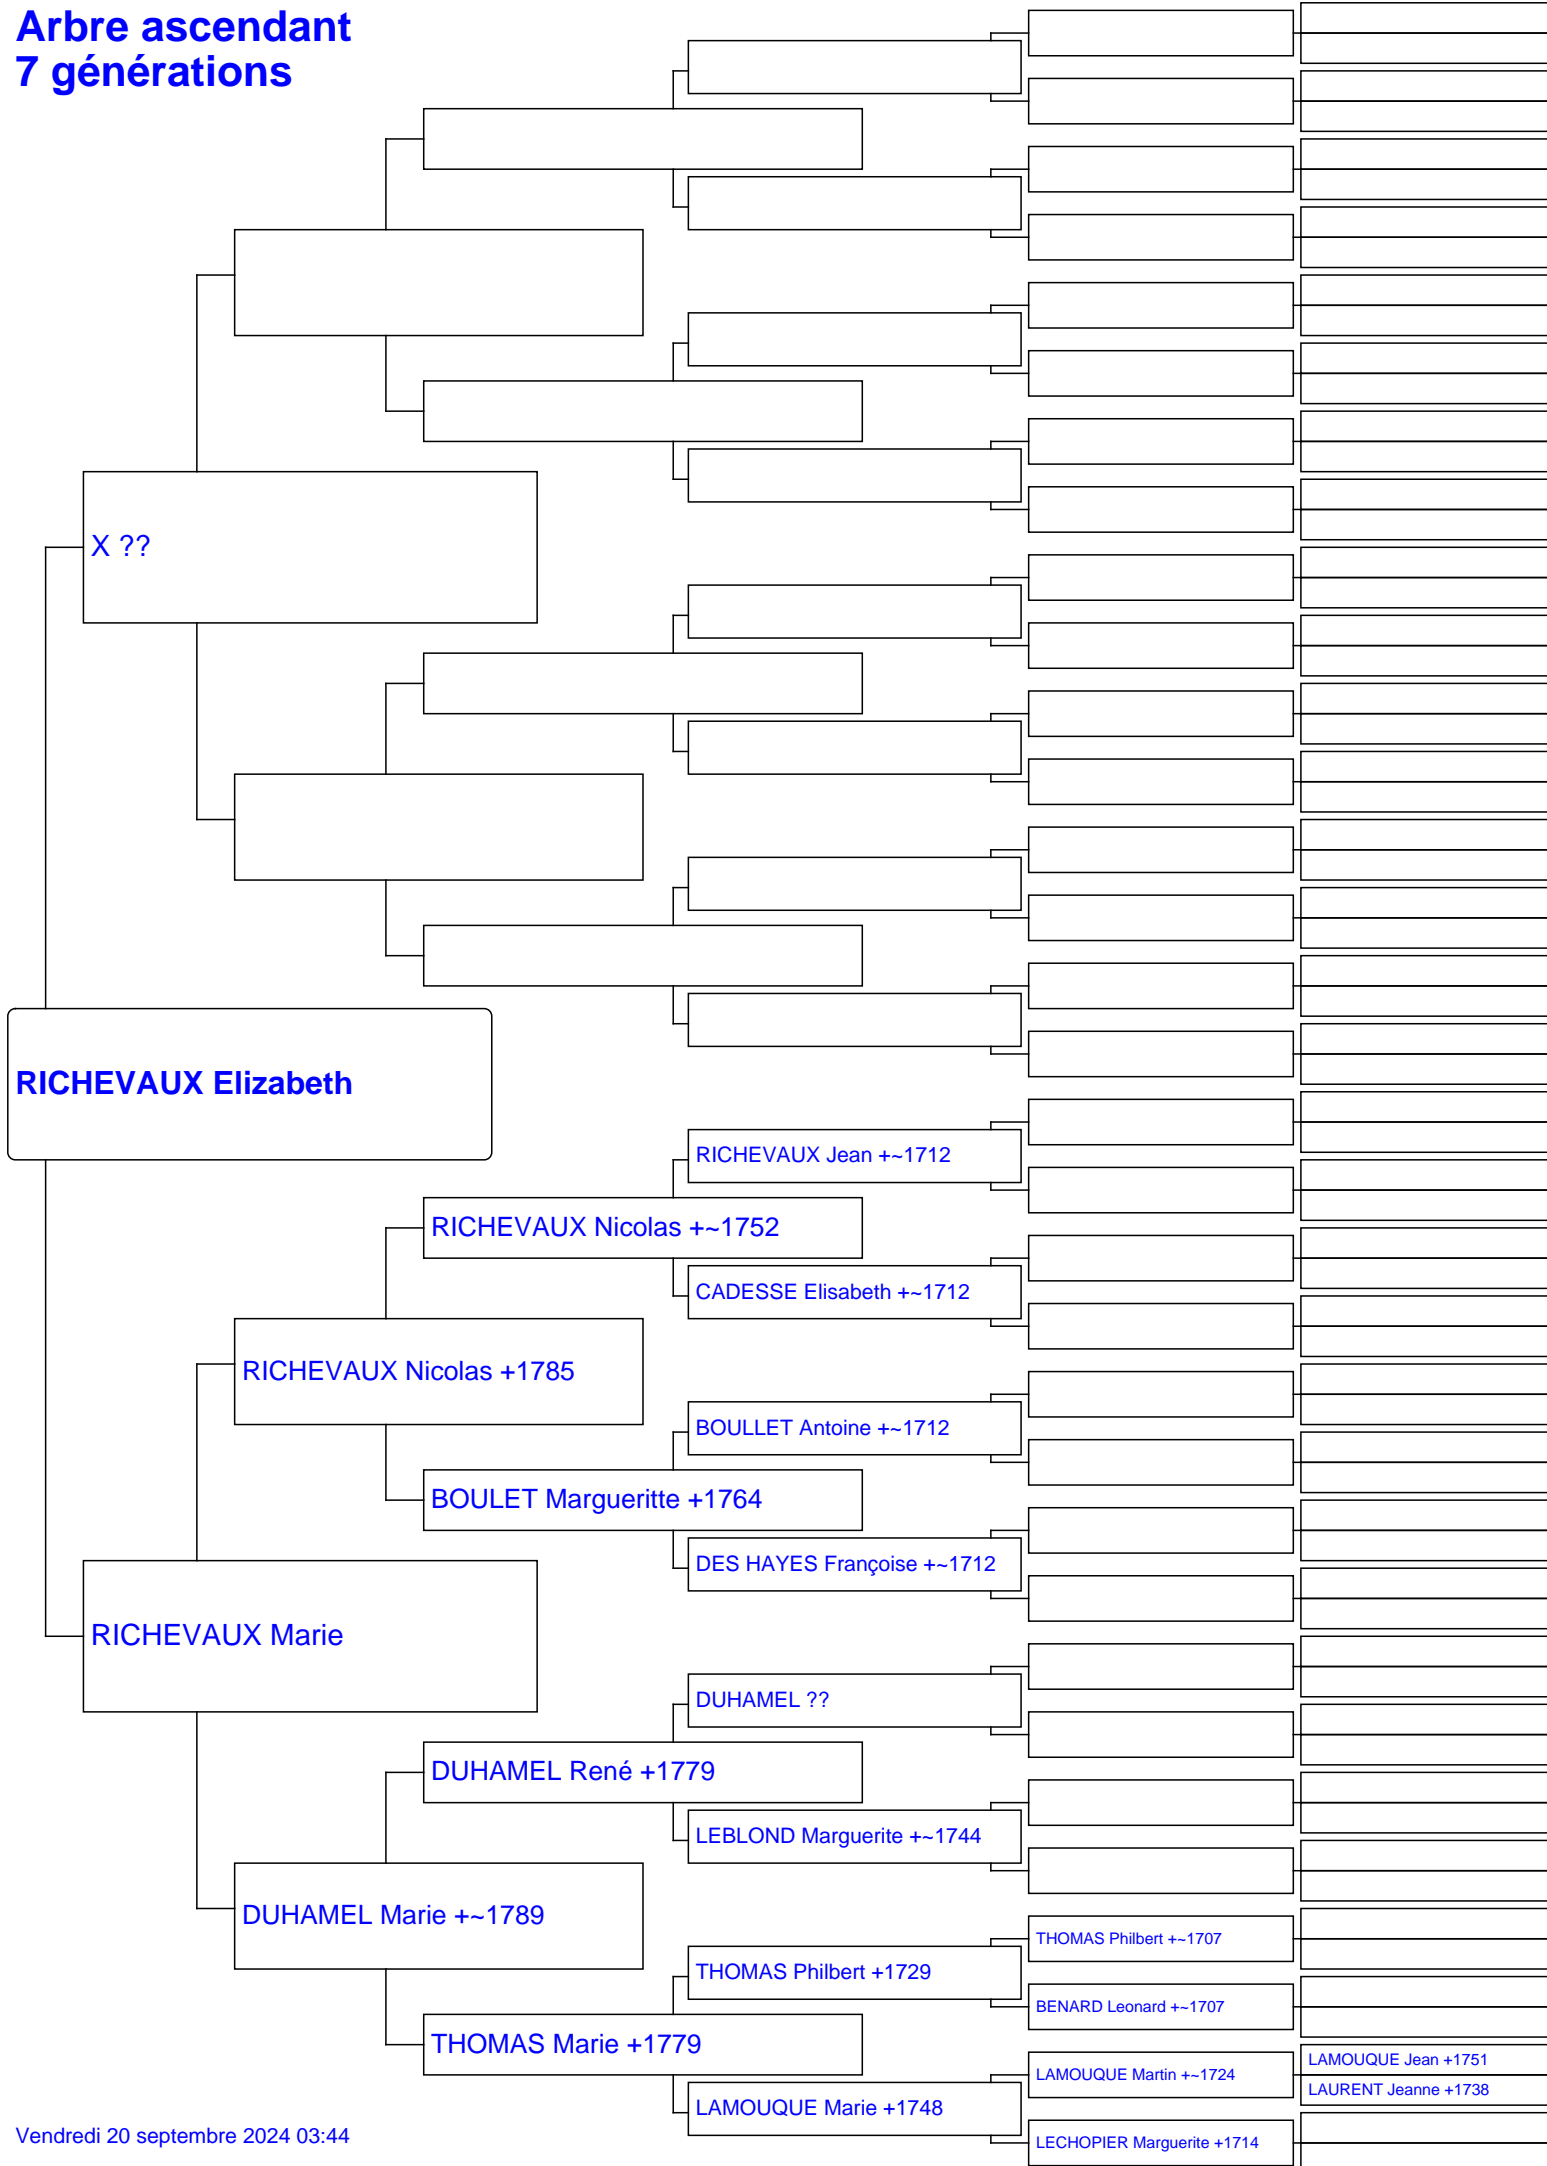 Arbre ascendant
7 générations
X ??
RICHEVAUX Elizabeth
RICHEVAUX Jean +~1712
RICHEVAUX Nicolas +~1752
CADESSE Elisabeth +~1712
RICHEVAUX Nicolas +1785
BOULLET Antoine +~1712
BOULET Margueritte +1764
DES HAYES Françoise +~1712
RICHEVAUX Marie
DUHAMEL ??
DUHAMEL René +1779
LEBLOND Marguerite +~1744
DUHAMEL Marie +~1789
THOMAS Philbert +~1707
THOMAS Philbert +1729
BENARD Leonard +~1707
THOMAS Marie +1779
LAMOUQUE Jean +1751
LAMOUQUE Martin +~1724
LAURENT Jeanne +1738
LAMOUQUE Marie +1748
LECHOPIER Marguerite +1714
Vendredi 20 septembre 2024 03:44